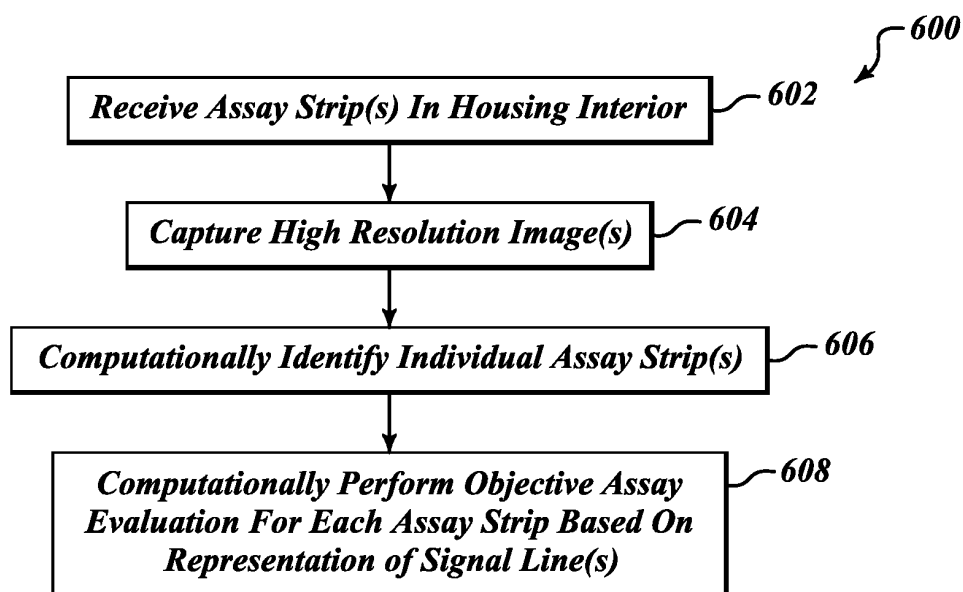 600
Receive Assay Strip(s) In Housing Interior
602
Capture High Resolution Image(s)
604
Computationally Identify Individual Assay Strip(s)
606
Computationally Perform Objective Assay
Evaluation For Each Assay Strip Based On
Representation of Signal Line(s)
608